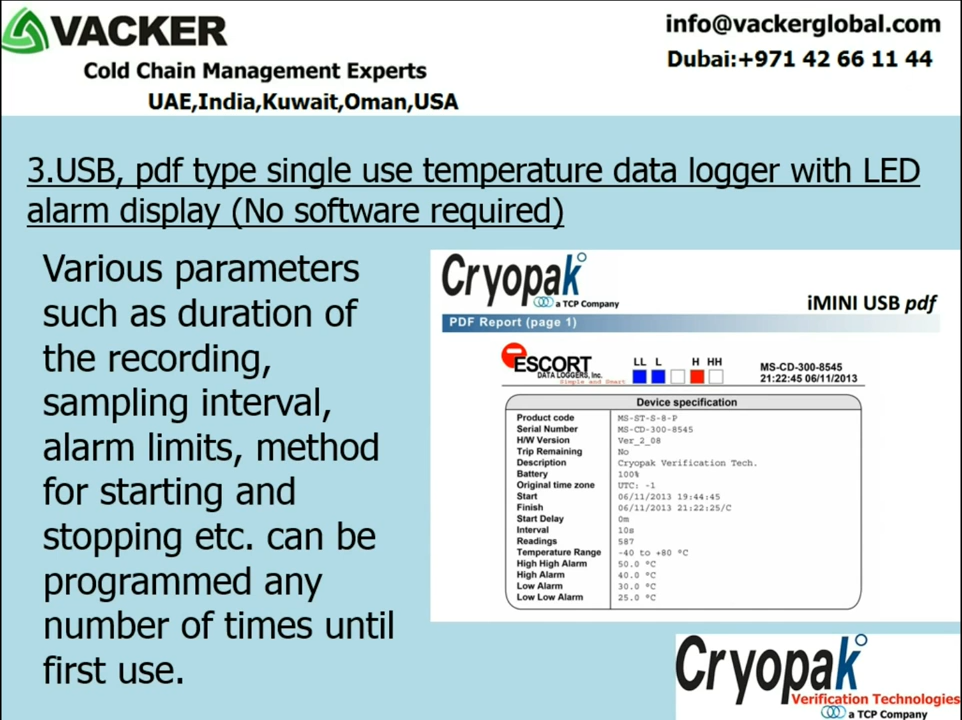 VACKER
Cold Chain Management Experts
UAE,India,Kuwait,Oman,USA
info@vackerglobal.com
Dubai:+971 42 66 11 44
3.USB, pdf type single use temperature data logger with LED
alarm display (No software required)
Various parameters
such as duration of
the recording,
sampling interval,
alarm limits, method
for starting and
stopping etc. can be
programmed any
number of times until
first use.
Cryopak
a TCP Company
iMINI USB pdf
PDF Report (page 1)
ESCORT
DATA LOGGERS, Inc.
Simple and Smart
LL L H HH
MS-CD-300-8545
21:22:45 06/11/2013
Device specification
Product code MS-ST-S-8-P
Serial Number MS-CD-300-8545
H/W Version Ver_2_08
Trip Remaining No
Description Cryopak Verification Tech.
Battery 100%
Original time zone UTC: -1
Start 06/11/2013 19:44:45
Finish 06/11/2013 21:22:25/C
Start Delay 0m
Interval 10s
Readings 587
Temperature Range -40 to +80 °C
High High Alarm 50.0 °C
High Alarm 40.0 °C
Low Alarm 30.0 °C
Low Low Alarm 25.0 °C
Cryopak
Verification Technologies
a TCP Company